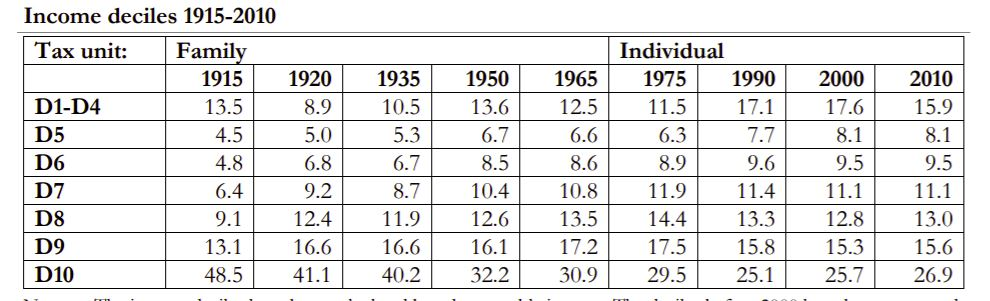 Income deciles 1915-2010
Tax unit: Family Individual
1915 1920 1935 1950 1965 1975 1990 2000 2010
D1-D4 13.5 8.9 10.5 13.6 12.5 11.5 17.1 17.6 15.9
D5 4.5 5.0 5.3 6.7 6.6 6.3 7.7 8.1 8.1
D6 4.8 6.8 6.7 8.5 8.6 8.9 9.6 9.5 9.5
D7 6.4 9.2 8.7 10.4 10.8 11.9 11.4 11.1 11.1
D8 9.1 12.4 11.9 12.6 13.5 14.4 13.3 12.8 13.0
D9 13.1 16.6 16.6 16.1 17.2 17.5 15.8 15.3 15.6
D10 48.5 41.1 40.2 32.2 30.9 29.5 25.1 25.7 26.9